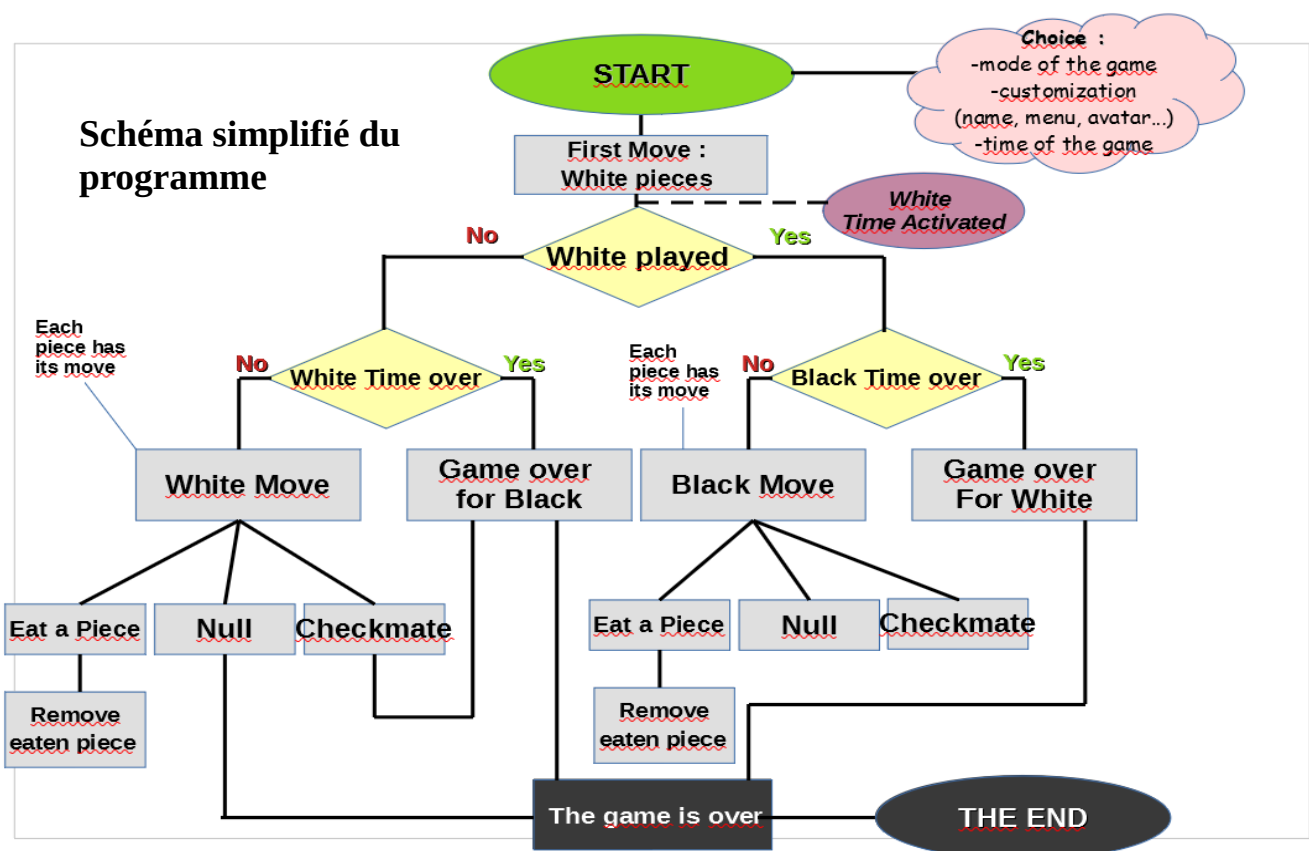 Choice :
-mode of the game
-customization
(name, menu, avatar...)
-time of the game
START
Schéma simplifié du
programme
First Move :
White pieces
White
Time Activated
No
Yes
White played
Each
piece has
its move
No
White Time over
Yes
Each
piece has
its move
No
Black Time over
Yes
White Move
Game over
for Black
Black Move
Game over
For White
Eat a Piece
Null
Checkmate
Eat a Piece
Null
Checkmate
Remove
eaten piece
Remove
eaten piece
The game is over
THE END